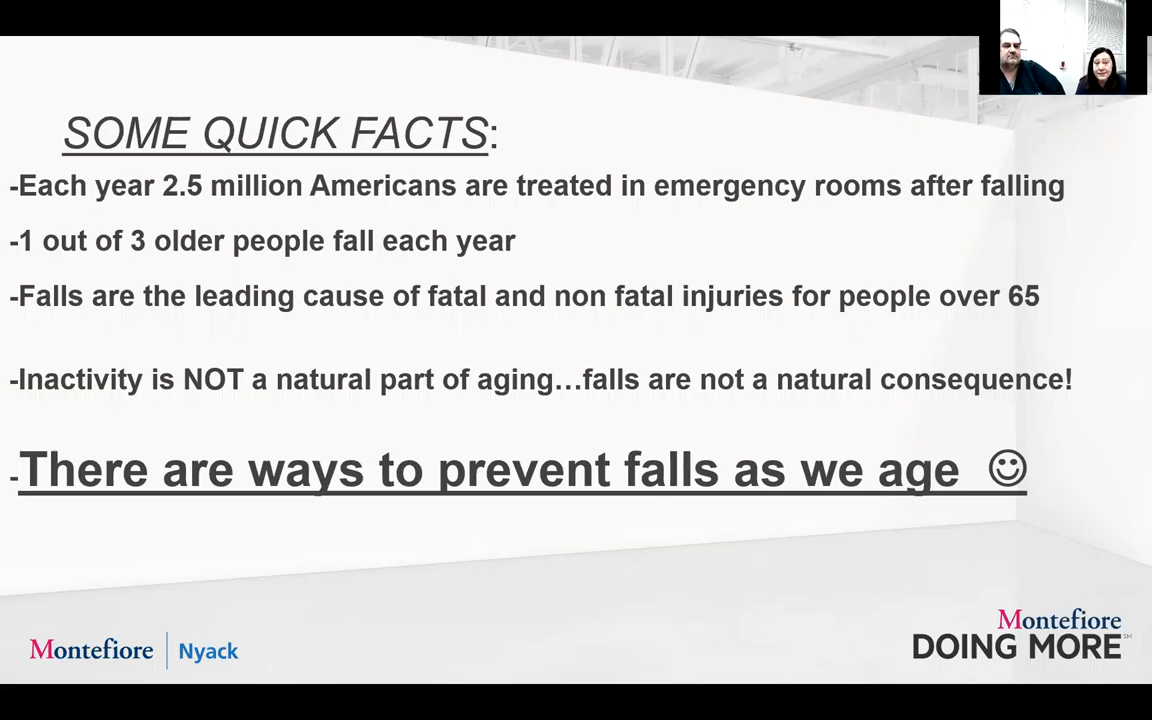 SOME QUICK FACTS:
-Each year 2.5 million Americans are treated in emergency rooms after falling
-1 out of 3 older people fall each year
-Falls are the leading cause of fatal and non fatal injuries for people over 65
-Inactivity is NOT a natural part of aging…falls are not a natural consequence!
-There are ways to prevent falls as we age ☺
Montefiore | Nyack
Montefiore
DOING MORE℠